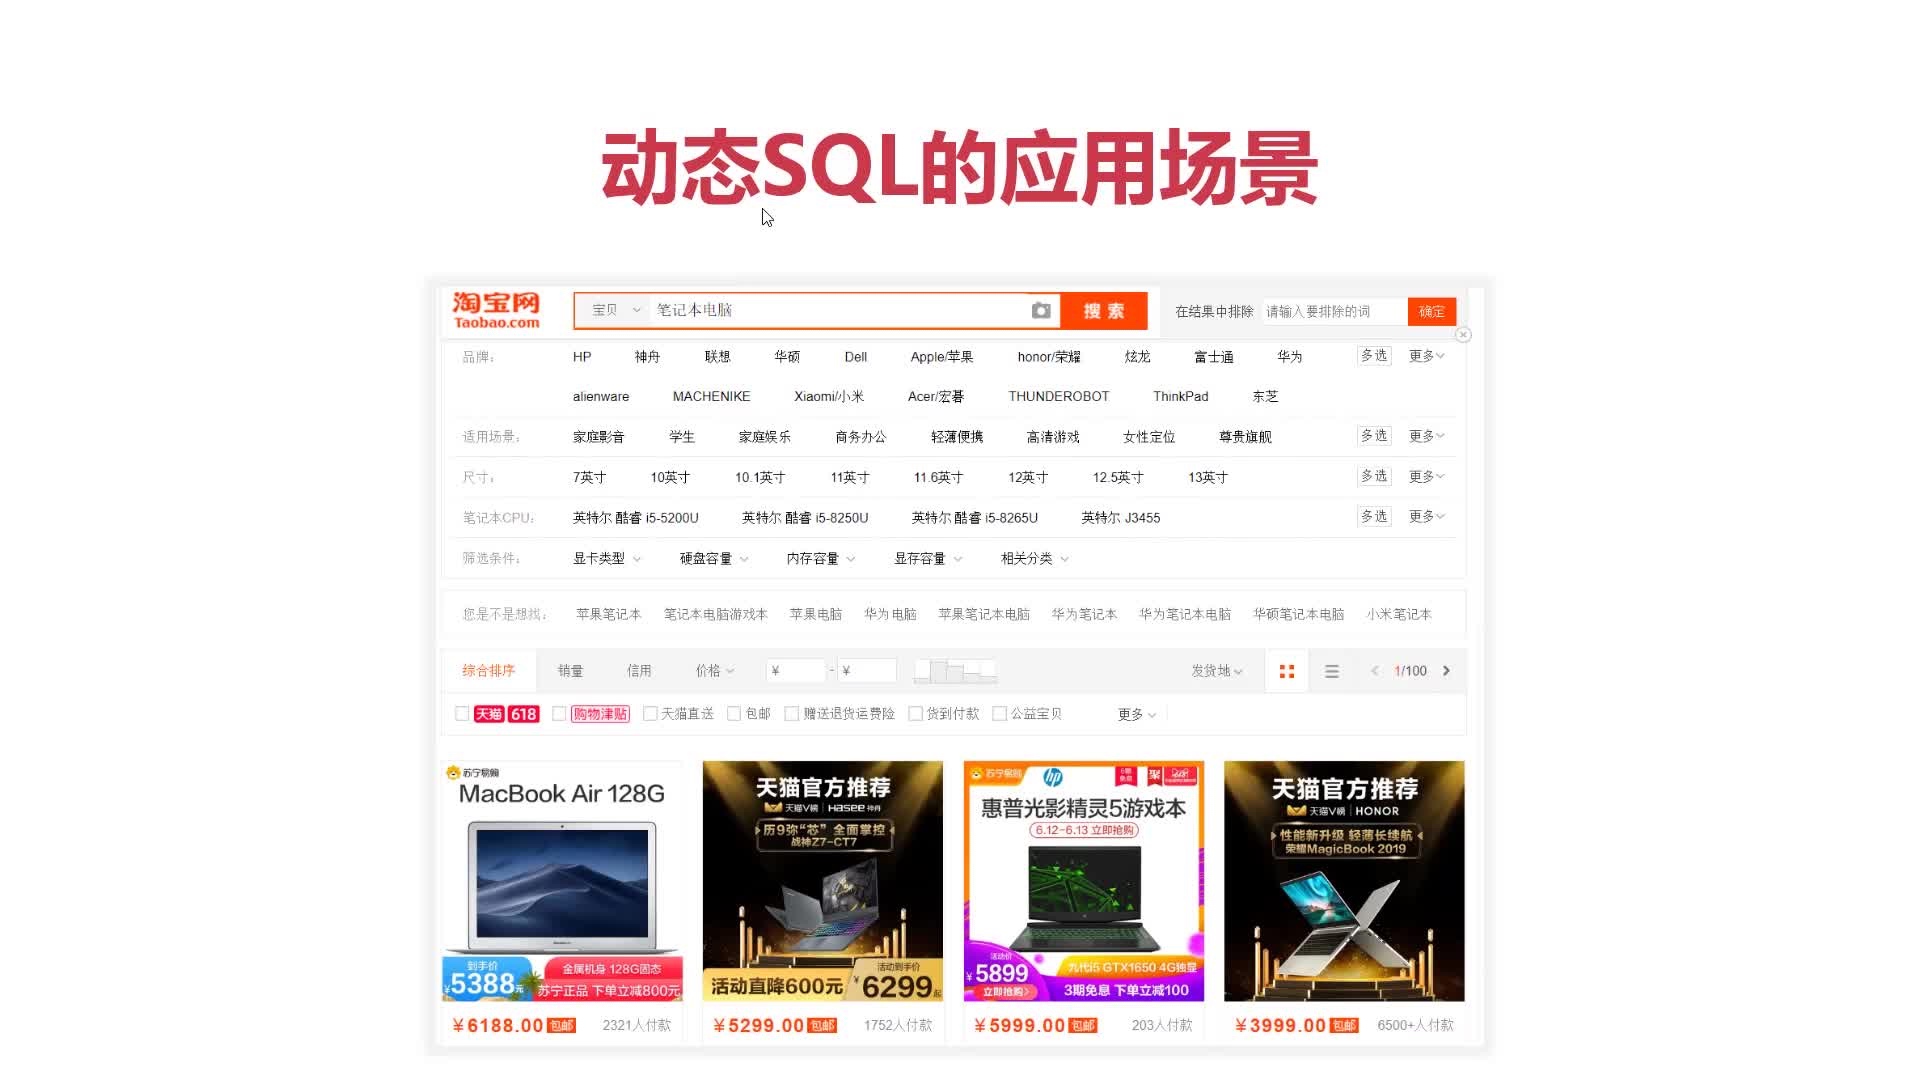 动态SQL的应用场景
淘宝网
Taobao.com
宝贝 笔记本电脑 搜索 在结果中排除 请输入要排除的词 确定
品牌： HP 神舟 联想 华硕 Dell Apple/苹果 honor/荣耀 炫龙 富士通 华为 多选 更多
alienware MACHENIKE Xiaomi/小米 Acer/宏碁 THUNDEROBOT ThinkPad 东芝
适用场景： 家庭影音 学生 家庭娱乐 商务办公 轻薄便携 高清游戏 女性定位 尊贵旗舰 多选 更多
尺寸： 7英寸 10英寸 10.1英寸 11英寸 11.6英寸 12英寸 12.5英寸 13英寸 多选 更多
笔记本CPU： 英特尔 酷睿 i5-5200U 英特尔 酷睿 i5-8250U 英特尔 酷睿 i5-8265U 英特尔 J3455 多选 更多
筛选条件： 显卡类型 硬盘容量 内存容量 显存容量 相关分类
您是不是想找： 苹果笔记本 笔记本电脑游戏本 苹果电脑 华为电脑 苹果笔记本电脑 华为笔记本 华为笔记本电脑 华硕笔记本电脑 小米笔记本
综合排序 销量 信用 价格 ¥ - ¥ 发货地 1/100
天猫 618 购物津贴 天猫直送 包邮 赠送退货运费险 货到付款 公益宝贝 更多
苏宁易购
MacBook Air 128G
到手价
¥5388元
金属机身 128G固态
苏宁正品 下单立减800元
¥6188.00 包邮 2321人付款
天猫官方推荐
天猫V榜 | Hasee 神舟
历9弥“芯” 全面掌控
战神Z7-CT7
活动直降600元
活动到手价
¥6299起
¥5299.00 包邮 1752人付款
苏宁易购 hp 6期免息 聚
惠普光影精灵5游戏本
6.12-6.13 立即抢购
活动价
¥5899
立即抢购
九代i5 GTX1650 4G独显
3期免息 下单立减100
¥5999.00 包邮 203人付款
天猫官方推荐
天猫V榜 | HONOR
性能新升级 轻薄长续航
荣耀MagicBook 2019
¥3999.00 包邮 6500+人付款